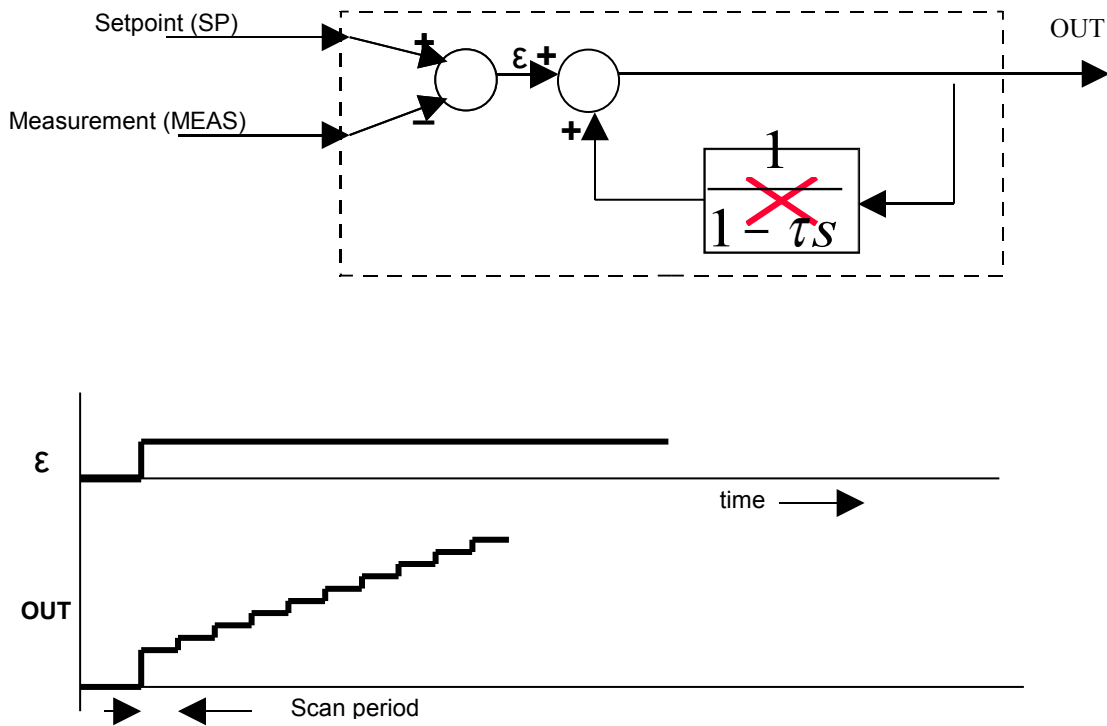 Setpoint (SP)
OUT
+
ε +
Measurement (MEAS)
−
+
1
1 − τs
ε
time
OUT
Scan period